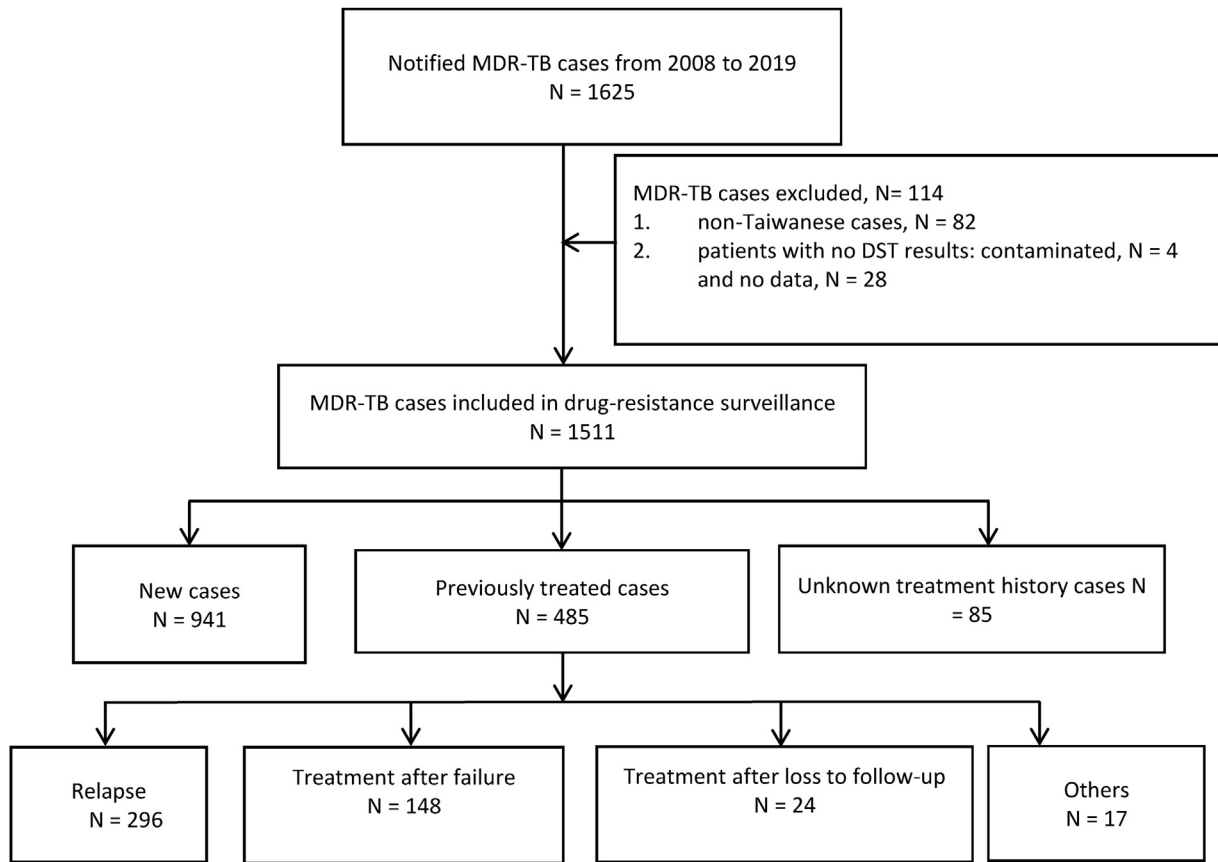 Notified MDR-TB cases from 2008 to 2019
N = 1625
MDR-TB cases excluded, N= 114
1. non-Taiwanese cases, N = 82
2. patients with no DST results: contaminated, N = 4
and no data, N = 28
MDR-TB cases included in drug-resistance surveillance
N = 1511
New cases
N = 941
Previously treated cases
N = 485
Unknown treatment history cases N
= 85
Relapse
N = 296
Treatment after failure
N = 148
Treatment after loss to follow-up
N = 24
Others
N = 17